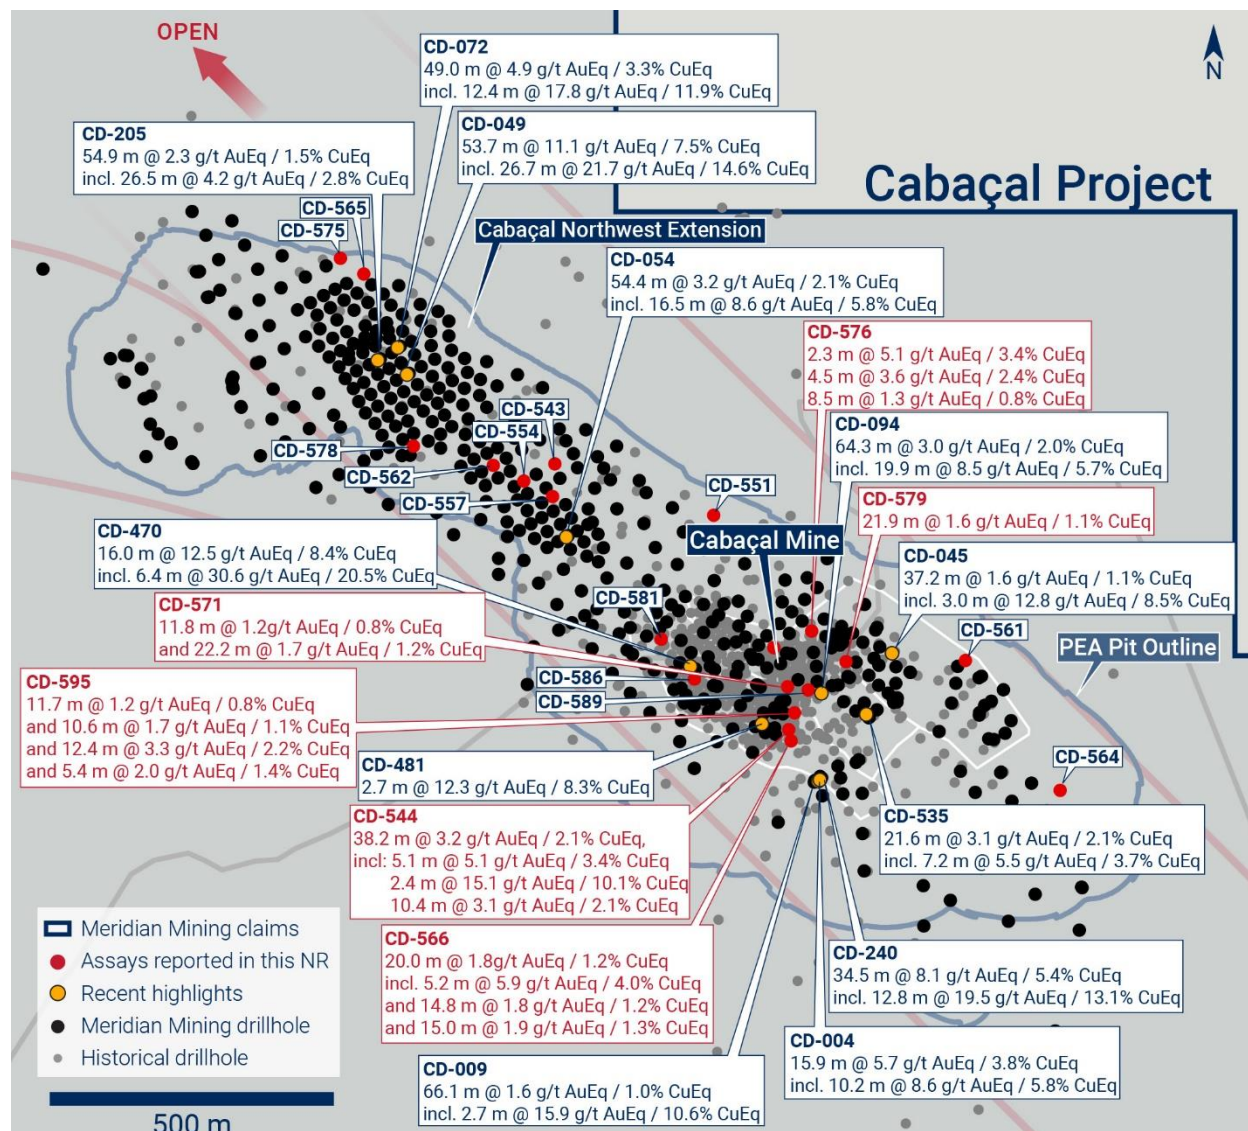 OPEN
N
CD-072
49.0 m @ 4.9 g/t AuEq / 3.3% CuEq
incl. 12.4 m @ 17.8 g/t AuEq / 11.9% CuEq
CD-205
54.9 m @ 2.3 g/t AuEq / 1.5% CuEq
incl. 26.5 m @ 4.2 g/t AuEq / 2.8% CuEq
CD-049
53.7 m @ 11.1 g/t AuEq / 7.5% CuEq
incl. 26.7 m @ 21.7 g/t AuEq / 14.6% CuEq
Cabaçal Project
CD-565
CD-575
Cabaçal Northwest Extension
CD-054
54.4 m @ 3.2 g/t AuEq / 2.1% CuEq
incl. 16.5 m @ 8.6 g/t AuEq / 5.8% CuEq
CD-576
2.3 m @ 5.1 g/t AuEq / 3.4% CuEq
4.5 m @ 3.6 g/t AuEq / 2.4% CuEq
8.5 m @ 1.3 g/t AuEq / 0.8% CuEq
CD-543
CD-554
CD-578
CD-562
CD-557
CD-094
64.3 m @ 3.0 g/t AuEq / 2.0% CuEq
incl. 19.9 m @ 8.5 g/t AuEq / 5.7% CuEq
CD-551
CD-579
21.9 m @ 1.6 g/t AuEq / 1.1% CuEq
Cabaçal Mine
CD-470
16.0 m @ 12.5 g/t AuEq / 8.4% CuEq
incl. 6.4 m @ 30.6 g/t AuEq / 20.5% CuEq
CD-045
37.2 m @ 1.6 g/t AuEq / 1.1% CuEq
incl. 3.0 m @ 12.8 g/t AuEq / 8.5% CuEq
CD-571
11.8 m @ 1.2g/t AuEq / 0.8% CuEq
and 22.2 m @ 1.7 g/t AuEq / 1.2% CuEq
CD-581
CD-561
PEA Pit Outline
CD-586
CD-589
CD-595
11.7 m @ 1.2 g/t AuEq / 0.8% CuEq
and 10.6 m @ 1.7 g/t AuEq / 1.1% CuEq
and 12.4 m @ 3.3 g/t AuEq / 2.2% CuEq
and 5.4 m @ 2.0 g/t AuEq / 1.4% CuEq
CD-481
2.7 m @ 12.3 g/t AuEq / 8.3% CuEq
CD-564
CD-544
38.2 m @ 3.2 g/t AuEq / 2.1% CuEq,
incl: 5.1 m @ 5.1 g/t AuEq / 3.4% CuEq
2.4 m @ 15.1 g/t AuEq / 10.1% CuEq
10.4 m @ 3.1 g/t AuEq / 2.1% CuEq
CD-535
21.6 m @ 3.1 g/t AuEq / 2.1% CuEq
incl. 7.2 m @ 5.5 g/t AuEq / 3.7% CuEq
CD-566
20.0 m @ 1.8g/t AuEq / 1.2% CuEq
incl. 5.2 m @ 5.9 g/t AuEq / 4.0% CuEq
and 14.8 m @ 1.8 g/t AuEq / 1.2% CuEq
and 15.0 m @ 1.9 g/t AuEq / 1.3% CuEq
CD-240
34.5 m @ 8.1 g/t AuEq / 5.4% CuEq
incl. 12.8 m @ 19.5 g/t AuEq / 13.1% CuEq
CD-004
15.9 m @ 5.7 g/t AuEq / 3.8% CuEq
incl. 10.2 m @ 8.6 g/t AuEq / 5.8% CuEq
CD-009
66.1 m @ 1.6 g/t AuEq / 1.0% CuEq
incl. 2.7 m @ 15.9 g/t AuEq / 10.6% CuEq
Meridian Mining claims
Assays reported in this NR
Recent highlights
Meridian Mining drillhole
Historical drillhole
500 m